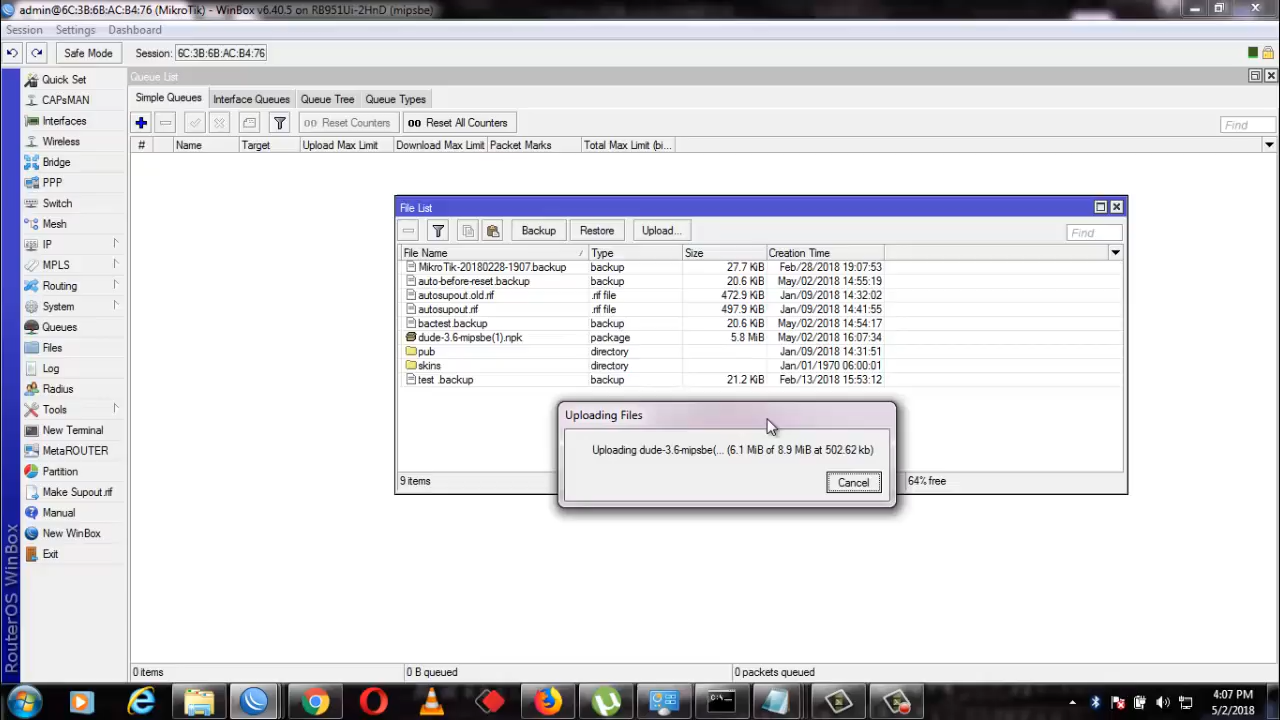 admin@6C:3B:6B:AC:B4:76 (MikroTik) - WinBox v6.40.5 on RB951Ui-2HnD (mipsbe)
Session Settings Dashboard
Safe Mode Session: 6C:3B:6B:AC:B4:76
Quick Set
CAPsMAN
Interfaces
Wireless
Bridge
PPP
Switch
Mesh
IP
MPLS
Routing
System
Queues
Files
Log
Radius
Tools
New Terminal
MetaROUTER
Partition
Make Supout.rif
Manual
New WinBox
Exit
RouterOS WinBox
Queue List
Simple Queues Interface Queues Queue Tree Queue Types
00 Reset Counters 00 Reset All Counters Find
# Name Target Upload Max Limit Download Max Limit Packet Marks Total Max Limit (bi...
File List
Backup Restore Upload... Find
File Name / Type Size Creation Time
MikroTik-20180228-1907.backup backup 27.7 KiB Feb/28/2018 19:07:53
auto-before-reset.backup backup 20.6 KiB May/02/2018 14:55:19
autosupout.old.rif .rif file 472.9 KiB Jan/09/2018 14:32:02
autosupout.rif .rif file 497.9 KiB Jan/09/2018 14:41:55
bactest.backup backup 20.6 KiB May/02/2018 14:54:17
dude-3.6-mipsbe(1).npk package 5.8 MiB May/02/2018 16:07:34
pub directory Jan/09/2018 14:31:51
skins directory Jan/01/1970 06:00:01
test .backup backup 21.2 KiB Feb/13/2018 15:53:12
9 items 64% free
Uploading Files
Uploading dude-3.6-mipsbe(... (6.1 MiB of 8.9 MiB at 502.62 kb)
Cancel
0 items 0 B queued 0 packets queued
4:07 PM
5/2/2018